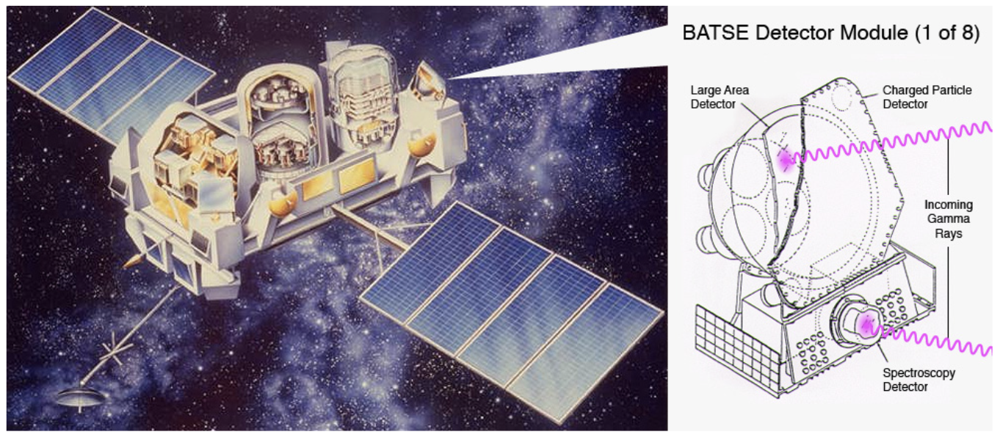 BATSE Detector Module (1 of 8)
Large Area
Detector
Charged Particle
Detector
Incoming
Gamma
Rays
Spectroscopy
Detector